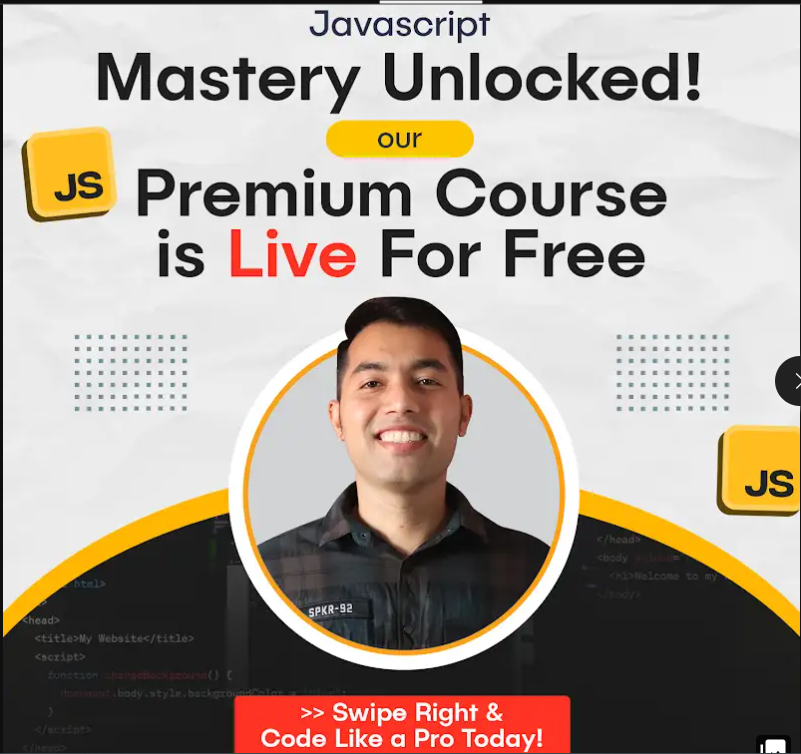 Javascript
Mastery Unlocked!
our
JS
Premium Course
is Live For Free
JS
SPKR-92
</head>
<body
<h1>Welcome to my
</body>
html>
<head>
<title>My Website</title>
<script>
function changeBackground() {
document.body.style.backgroundColor =
}
</script>
</head>
>> Swipe Right &
Code Like a Pro Today!